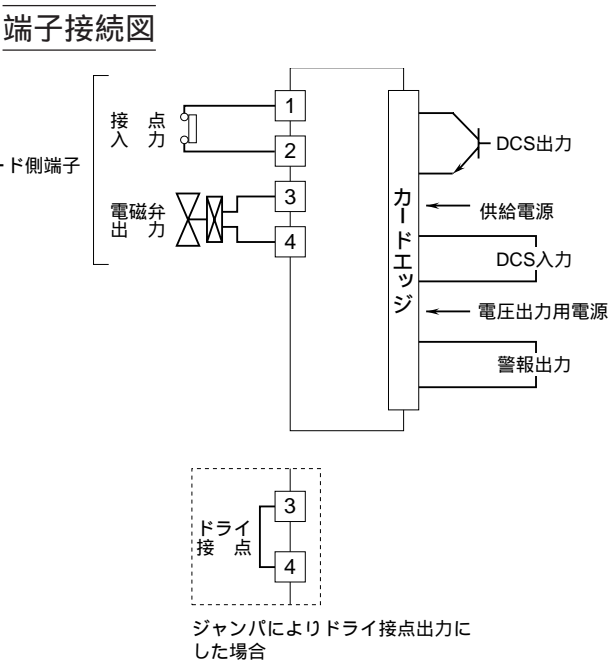 端子接続図
ード側端子
接点
入力
1
2
電磁弁
出力
3
4
カードエッジ
DCS出力
供給電源
DCS入力
電圧出力用電源
警報出力
ドライ
接点
3
4
ジャンパによりドライ接点出力に
した場合